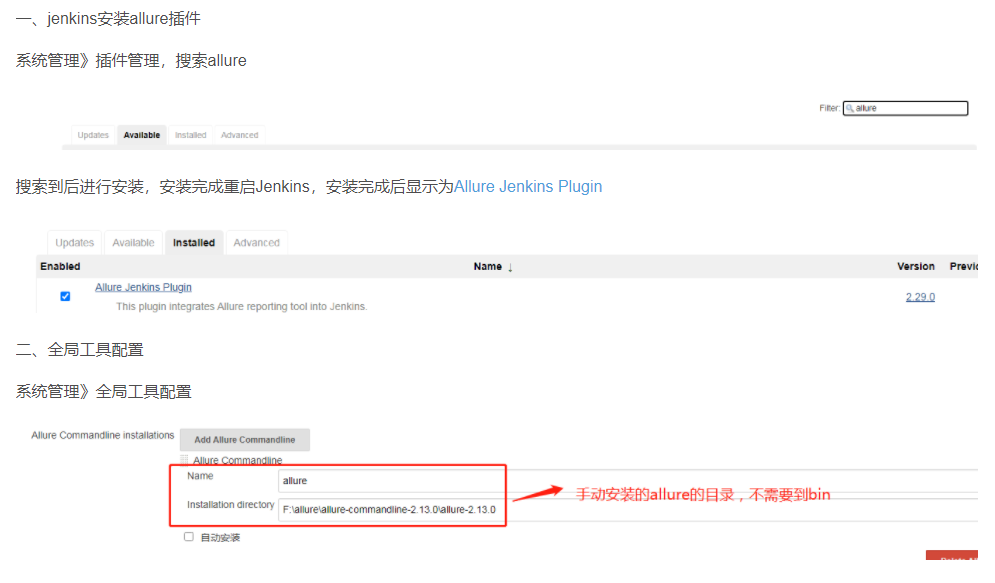 一、jenkins安装allure插件
系统管理》插件管理，搜索allure
Filter: allure
Updates Available Installed Advanced
搜索到后进行安装，安装完成重启Jenkins，安装完成后显示为Allure Jenkins Plugin
Updates Available Installed Advanced
Enabled Name ↓ Version
Allure Jenkins Plugin 2.29.0
This plugin integrates Allure reporting tool into Jenkins.
二、全局工具配置
系统管理》全局工具配置
Allure Commandline installations Add Allure Commandline
Allure Commandline
Name allure
Installation directory F:\allure\allure-commandline-2.13.0\allure-2.13.0
手动安装的allure的目录，不需要到bin
自动安装